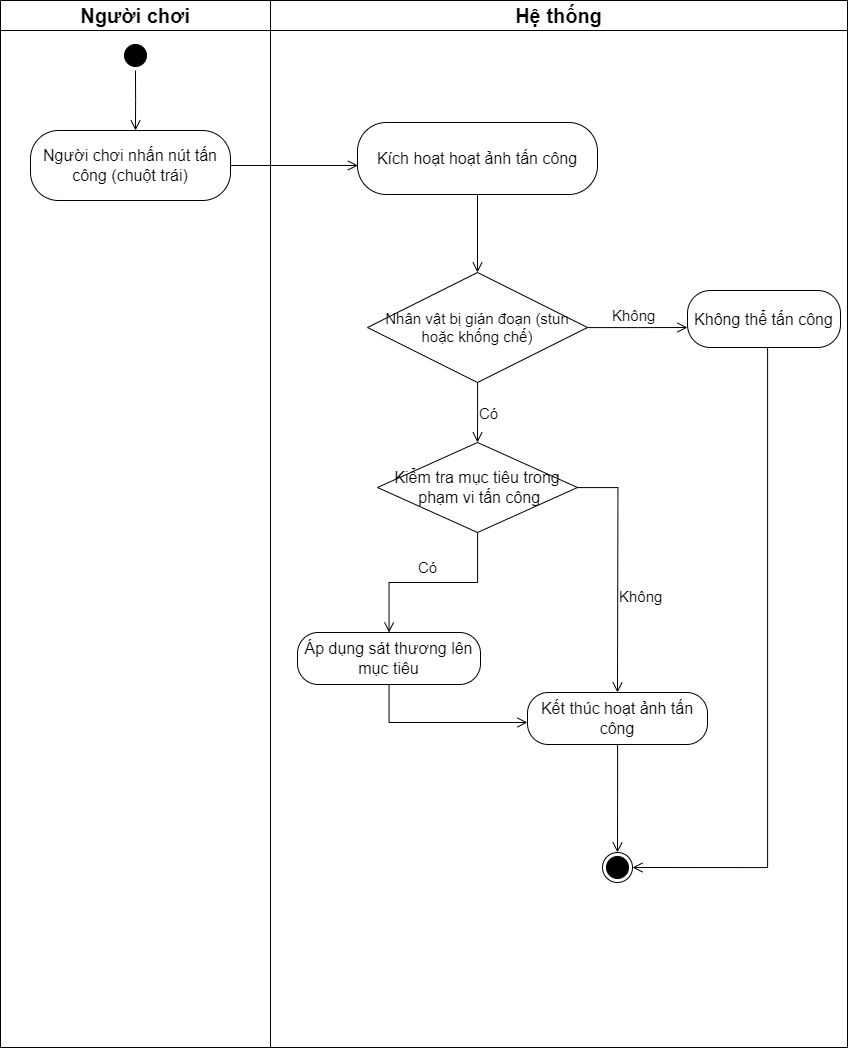 Người chơi
Hệ thống
Người chơi nhấn nút tấn
công (chuột trái)
Kích hoạt hoạt ảnh tấn công
Nhân vật bị gián đoạn (stun
hoặc khống chế)
Không
Không thể tấn công
Có
Kiểm tra mục tiêu trong
phạm vi tấn công
Có
Không
Áp dụng sát thương lên
mục tiêu
Kết thúc hoạt ảnh tấn
công